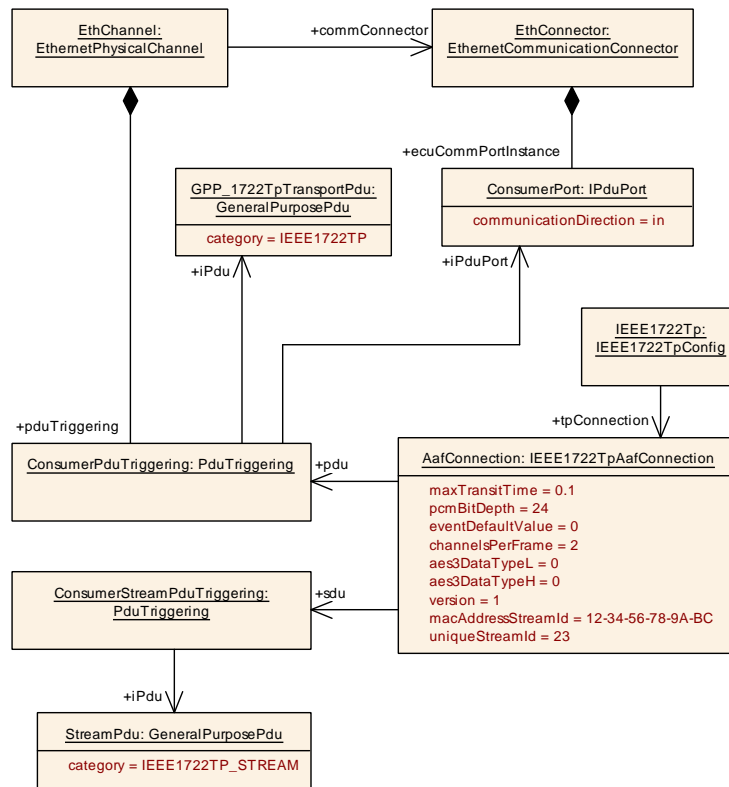 EthChannel:
EthernetPhysicalChannel
+commConnector
EthConnector:
EthernetCommunicationConnector
+ecuCommPortInstance
GPP_1722TpTransportPdu:
GeneralPurposePdu
category = IEEE1722TP
ConsumerPort: IPduPort
communicationDirection = in
+iPdu
+iPduPort
IEEE1722Tp:
IEEE1722TpConfig
+pduTriggering
+tpConnection
ConsumerPduTriggering: PduTriggering
+pdu
AafConnection: IEEE1722TpAafConnection
maxTransitTime = 0.1
pcmBitDepth = 24
eventDefaultValue = 0
channelsPerFrame = 2
aes3DataTypeL = 0
aes3DataTypeH = 0
version = 1
macAddressStreamId = 12-34-56-78-9A-BC
uniqueStreamId = 23
ConsumerStreamPduTriggering:
PduTriggering
+sdu
+iPdu
StreamPdu: GeneralPurposePdu
category = IEEE1722TP_STREAM